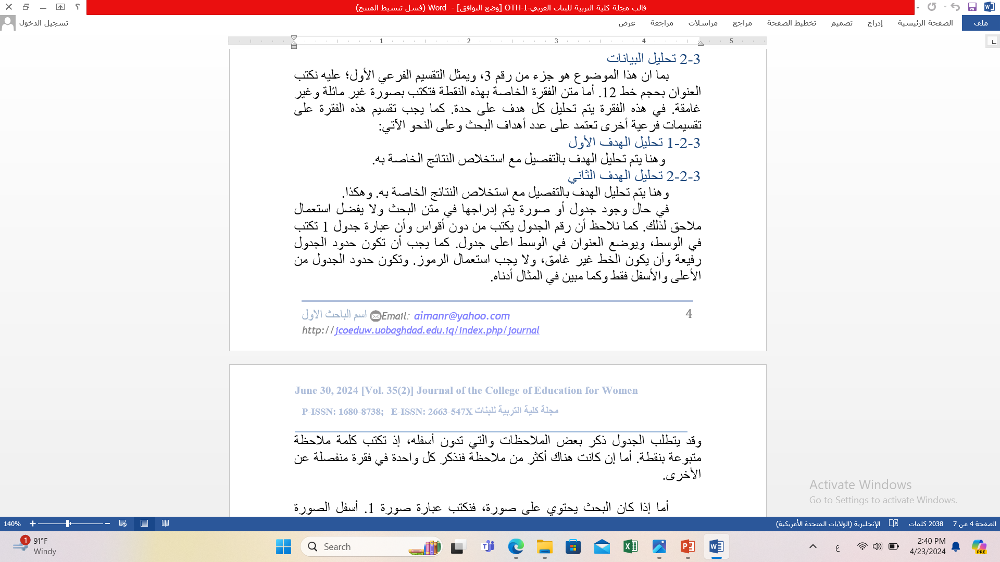 قالب مجلة كلية التربية للبنات العربي-1-OTH [وضع التوافق] - Word (فشل تنشيط المنتج)
ملف
الصفحة الرئيسية
إدراج
تصميم
تخطيط الصفحة
مراجع
مراسلات
مراجعة
عرض
تسجيل الدخول
1 2 3 4 5
2-3 تحليل البيانات
بما ان هذا الموضوع هو جزء من رقم 3، ويمثل التقسيم الفرعي الأول؛ عليه نكتب
العنوان بحجم خط 12. أما متن الفقرة الخاصة بهذه النقطة فتكتب بصورة غير مائلة وغير
غامقة. في هذه الفقرة يتم تحليل كل هدف على حدة. كما يجب تقسيم هذه الفقرة على
تقسيمات فرعية أخرى تعتمد على عدد أهداف البحث وعلى النحو الآتي:
1-2-3 تحليل الهدف الأول
وهنا يتم تحليل الهدف بالتفصيل مع استخلاص النتائج الخاصة به.
2-2-3 تحليل الهدف الثاني
وهنا يتم تحليل الهدف بالتفصيل مع استخلاص النتائج الخاصة به. وهكذا.
في حال وجود جدول أو صورة يتم إدراجها في متن البحث ولا يفضل استعمال
ملاحق لذلك. كما نلاحظ أن رقم الجدول يكتب من دون أقواس وأن عبارة جدول 1 تكتب
في الوسط، ويوضع العنوان في الوسط اعلى جدول. كما يجب أن تكون حدود الجدول
رفيعة وأن يكون الخط غير غامق، ولا يجب استعمال الرموز. وتكون حدود الجدول من
الأعلى والأسفل فقط وكما مبين في المثال أدناه.
اسم الباحث الاول Email: aimanr@yahoo.com
4
http://jcoeduw.uobaghdad.edu.iq/index.php/journal
June 30, 2024 [Vol. 35(2)] Journal of the College of Education for Women
P-ISSN: 1680-8738; E-ISSN: 2663-547X مجلة كلية التربية للبنات
وقد يتطلب الجدول ذكر بعض الملاحظات والتي تدون أسفله، إذ تكتب كلمة ملاحظة
متبوعة بنقطة. أما إن كانت هناك أكثر من ملاحظة فنذكر كل واحدة في فقرة منفصلة عن
الأخرى.
أما إذا كان البحث يحتوي على صورة، فنكتب عبارة صورة 1. أسفل الصورة
Activate Windows
Go to Settings to activate Windows.
الصفحة 4 من 7
2038 كلمات
الإنجليزية (الولايات المتحدة الأمريكية)
140%
1
91°F
Windy
Search
ع
2:40 PM
4/23/2024
PRE